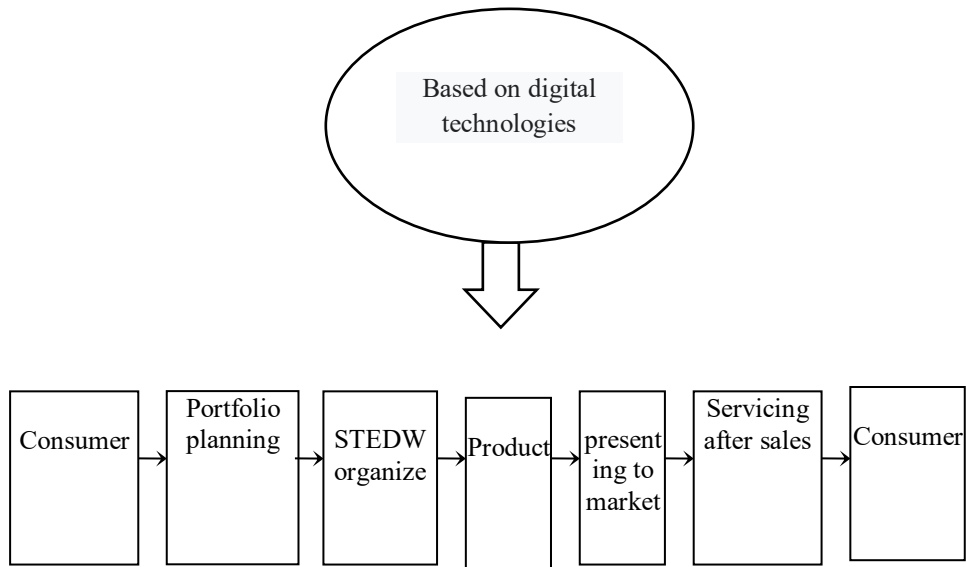 Based on digital
technologies
Consumer
Portfolio
planning
STEDW
organize
Product
present
ing to
market
Servicing
after sales
Consumer